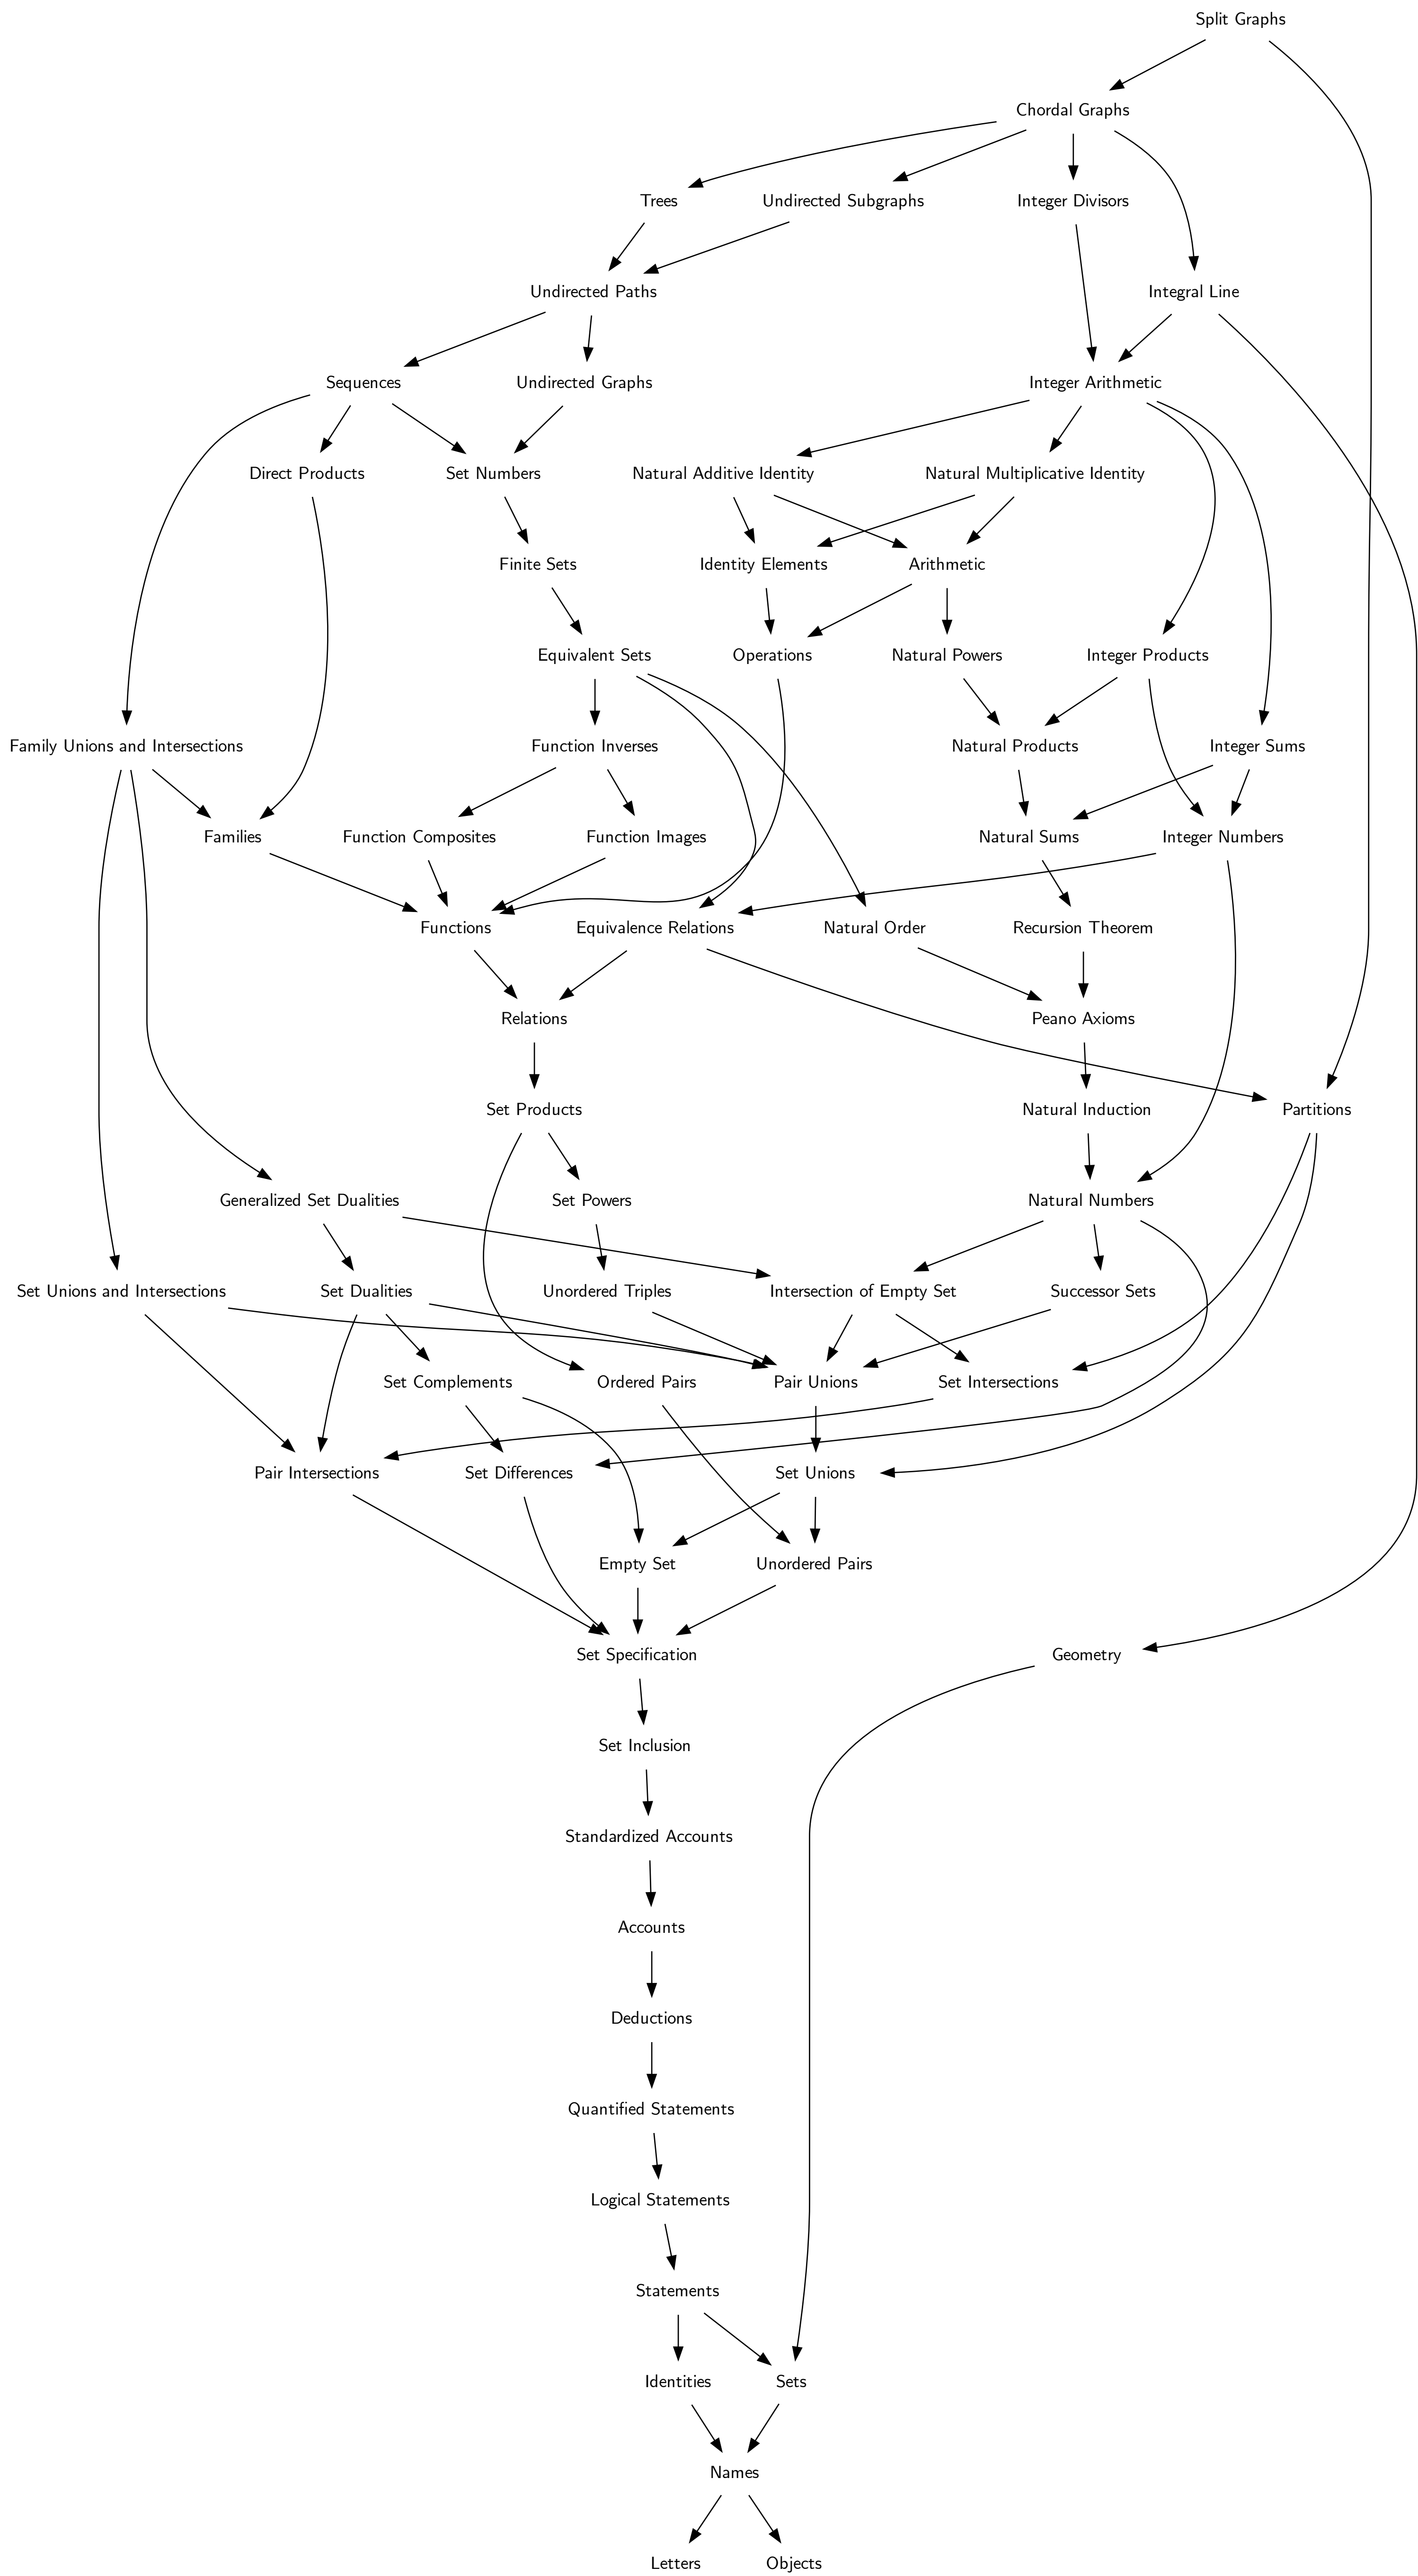 Split Graphs
Chordal Graphs
Trees
Undirected Subgraphs
Integer Divisors
Undirected Paths
Integral Line
Sequences
Undirected Graphs
Integer Arithmetic
Direct Products
Set Numbers
Natural Additive Identity
Natural Multiplicative Identity
Finite Sets
Identity Elements
Arithmetic
Equivalent Sets
Operations
Natural Powers
Integer Products
Family Unions and Intersections
Function Inverses
Natural Products
Integer Sums
Families
Function Composites
Function Images
Natural Sums
Integer Numbers
Functions
Equivalence Relations
Natural Order
Recursion Theorem
Relations
Peano Axioms
Set Products
Natural Induction
Partitions
Generalized Set Dualities
Set Powers
Natural Numbers
Set Unions and Intersections
Set Dualities
Unordered Triples
Intersection of Empty Set
Successor Sets
Set Complements
Ordered Pairs
Pair Unions
Set Intersections
Pair Intersections
Set Differences
Set Unions
Empty Set
Unordered Pairs
Set Specification
Geometry
Set Inclusion
Standardized Accounts
Accounts
Deductions
Quantified Statements
Logical Statements
Statements
Identities
Sets
Names
Letters
Objects